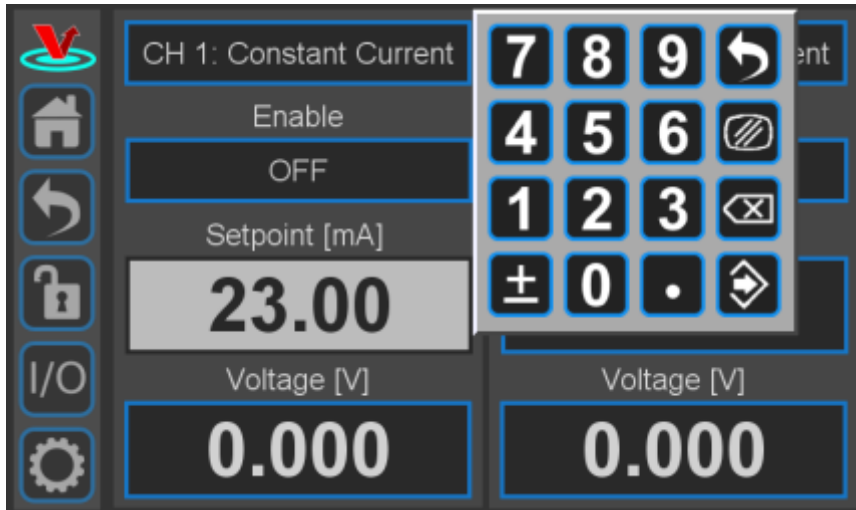 CH 1: Constant Current
Enable
OFF
Setpoint [mA]
23.00
Voltage [V]
0.000
7 8 9
4 5 6
1 2 3
± 0 .
Voltage [V]
0.000
I/O